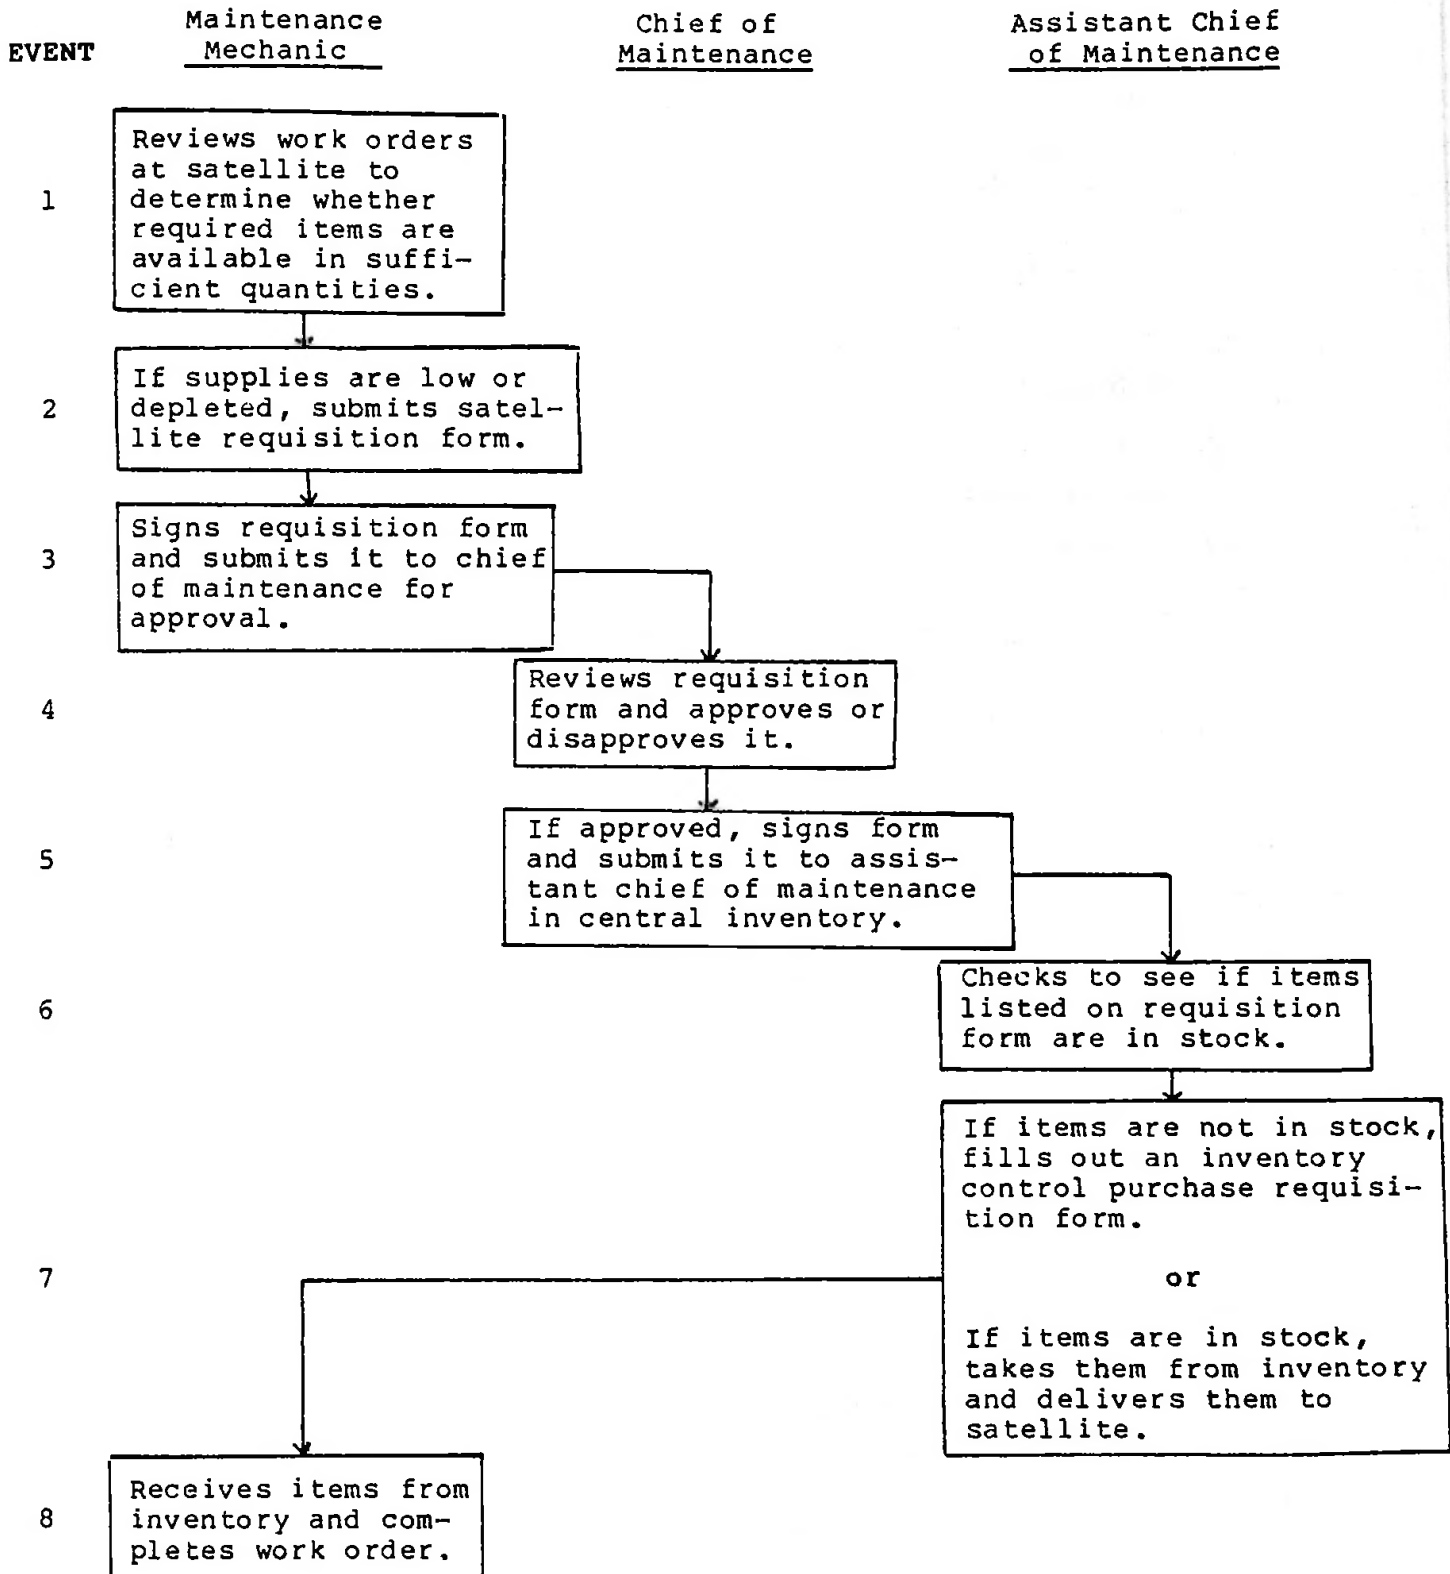 Maintenance
Mechanic
Chief of
Maintenance
Assistant Chief
of Maintenance
EVENT
1
Reviews work orders
at satellite to
determine whether
required items are
available in suffi-
cient quantities.
2
If supplies are low or
depleted, submits satel-
lite requisition form.
3
Signs requisition form
and submits it to chief
of maintenance for
approval.
4
Reviews requisition
form and approves or
disapproves it.
5
If approved, signs form
and submits it to assis-
tant chief of maintenance
in central inventory.
6
Checks to see if items
listed on requisition
form are in stock.
7
If items are not in stock,
fills out an inventory
control purchase requisi-
tion form.
or
If items are in stock,
takes them from inventory
and delivers them to
satellite.
8
Receives items from
inventory and com-
pletes work order.